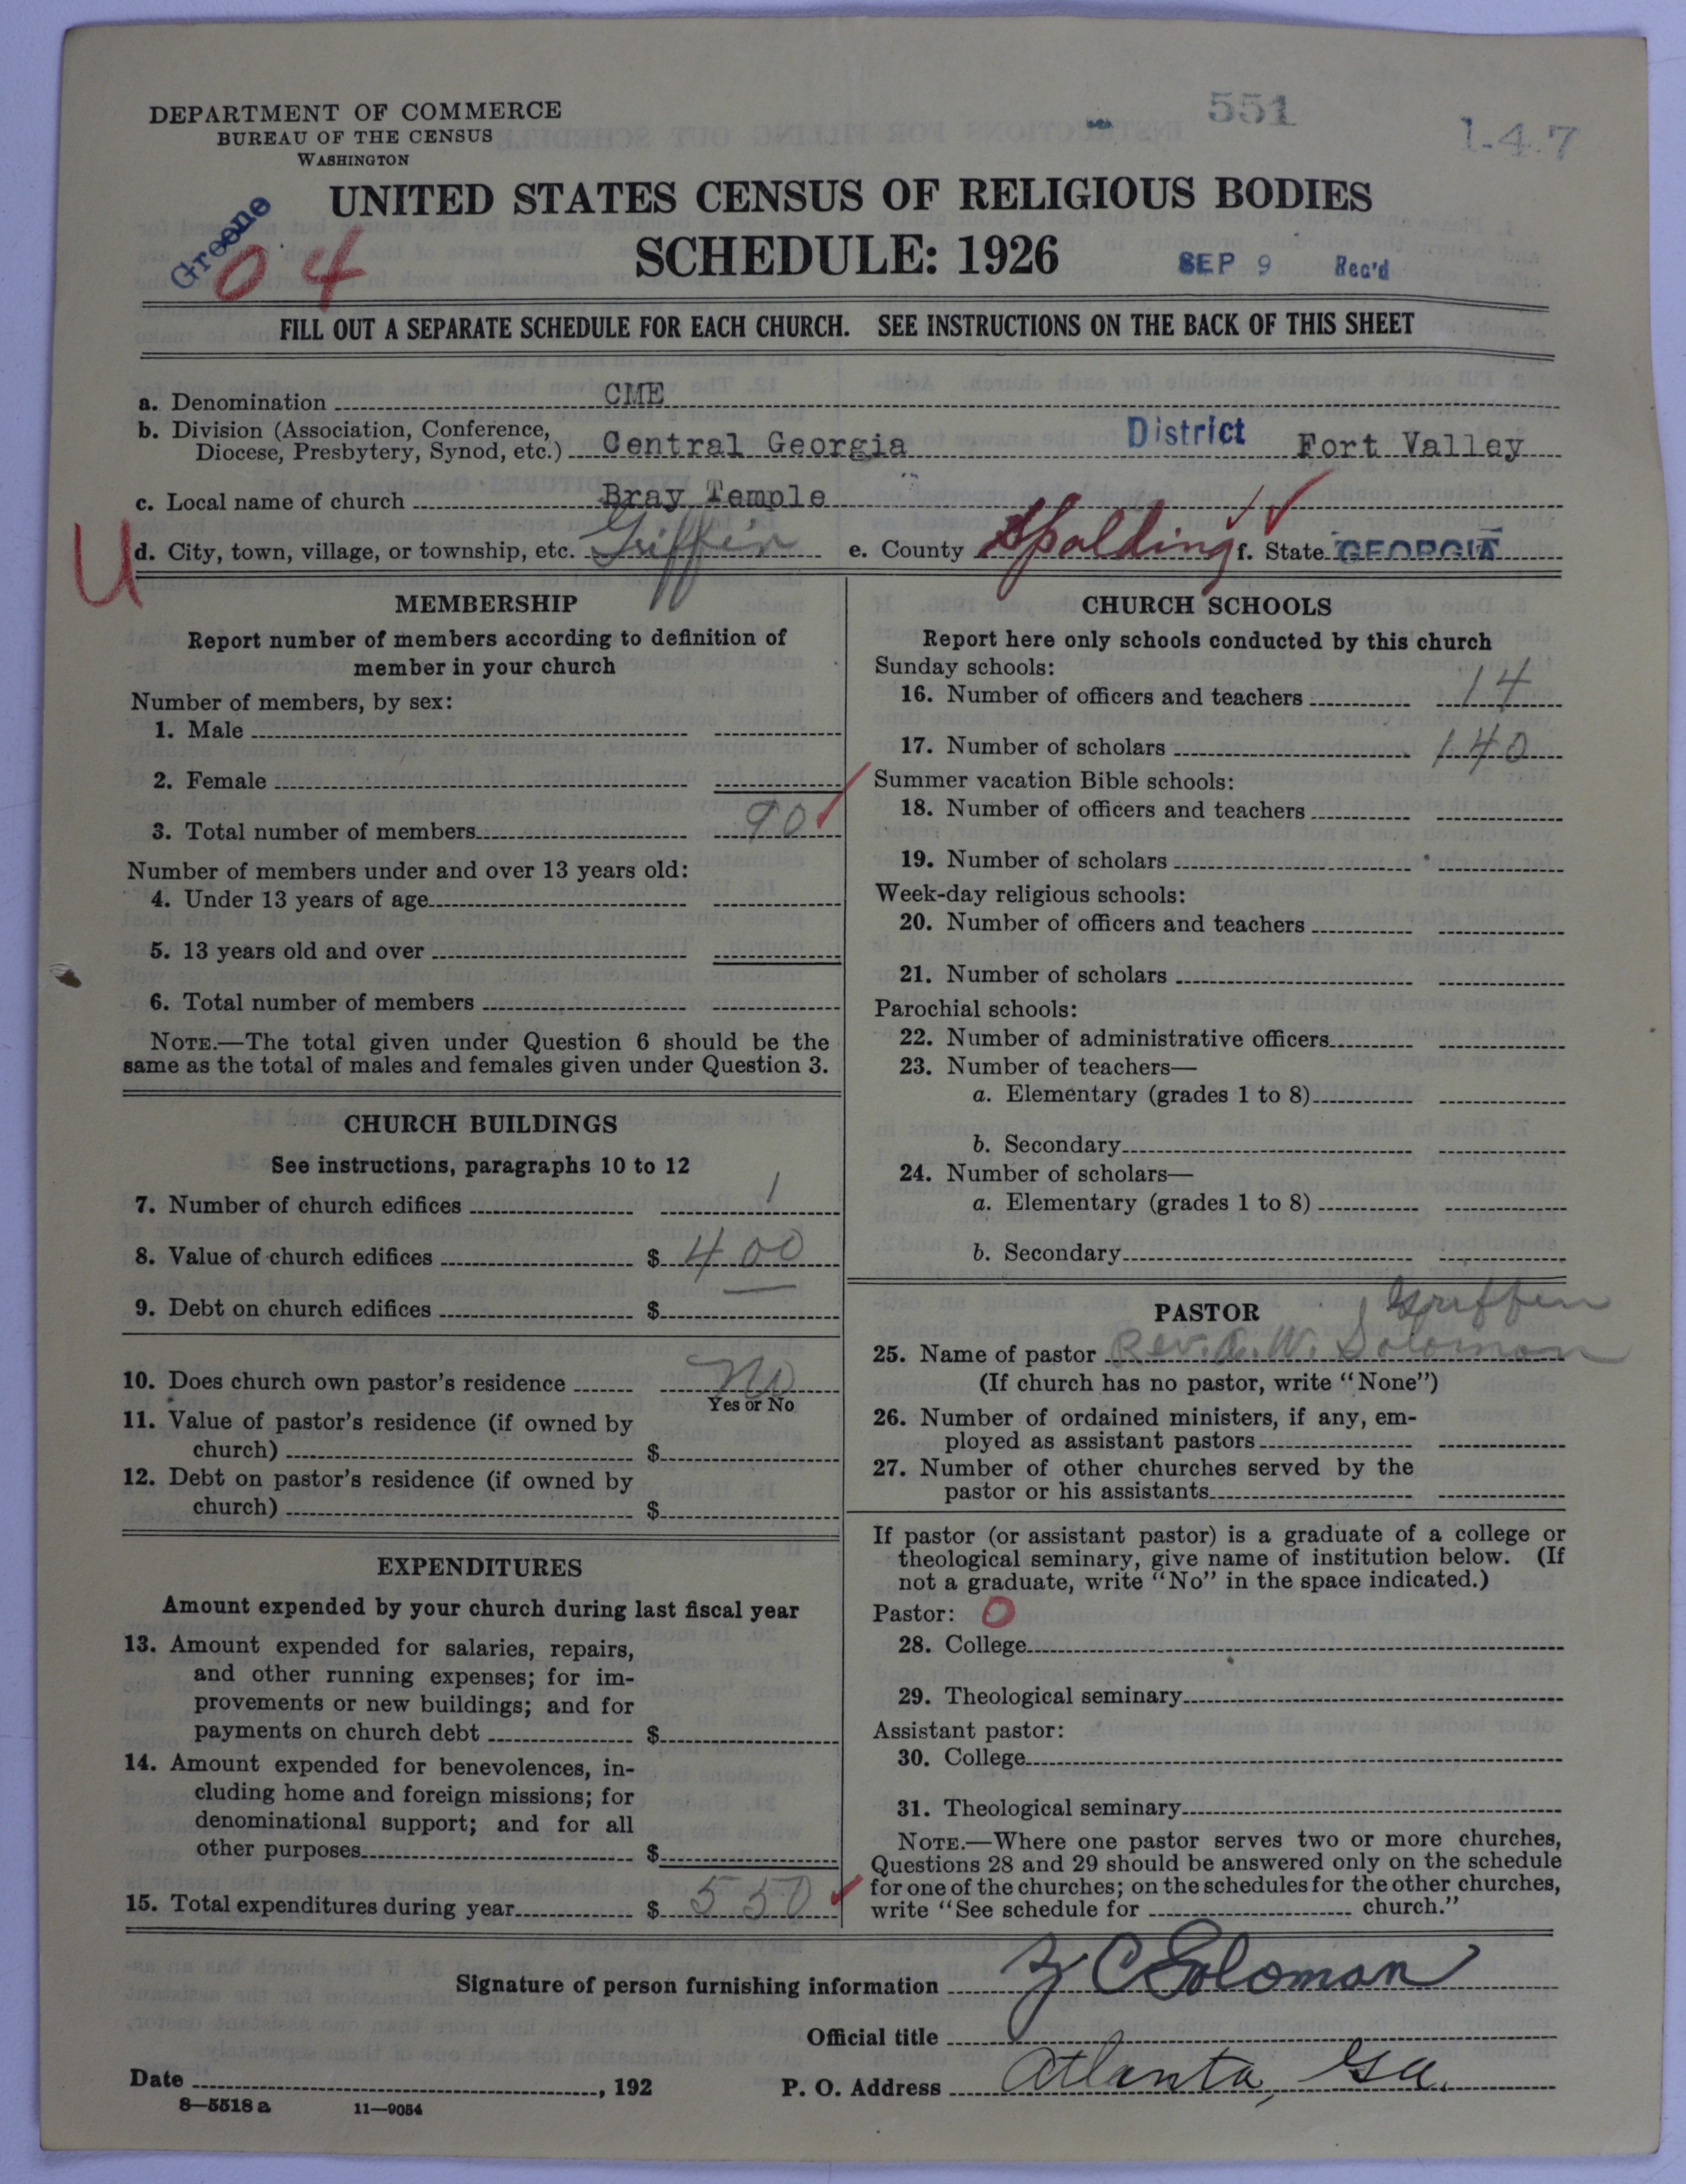 DEPARTMENT OF COMMERCE
BUREAU OF THE CENSUS
WASHINGTON
551
1-4-7
UNITED STATES CENSUS OF RELIGIOUS BODIES
SCHEDULE: 1926
Greene
04
SEP 9 Rec'd
FILL OUT A SEPARATE SCHEDULE FOR EACH CHURCH. SEE INSTRUCTIONS ON THE BACK OF THIS SHEET
a. Denomination CME
b. Division (Association, Conference, Diocese, Presbytery, Synod, etc.) Central Georgia District Fort Valley
c. Local name of church Bray Temple
U
d. City, town, village, or township, etc. Griffin e. County Spalding f. State GEORGIA
MEMBERSHIP
Report number of members according to definition of
member in your church
Number of members, by sex:
1. Male
2. Female
3. Total number of members 90
Number of members under and over 13 years old:
4. Under 13 years of age
5. 13 years old and over
6. Total number of members
NOTE.—The total given under Question 6 should be the
same as the total of males and females given under Question 3.
CHURCH BUILDINGS
See instructions, paragraphs 10 to 12
7. Number of church edifices 1
8. Value of church edifices $ 400
9. Debt on church edifices $
10. Does church own pastor's residence No
Yes or No
11. Value of pastor's residence (if owned by
church) $
12. Debt on pastor's residence (if owned by
church) $
EXPENDITURES
Amount expended by your church during last fiscal year
13. Amount expended for salaries, repairs,
and other running expenses; for im-
provements or new buildings; and for
payments on church debt $
14. Amount expended for benevolences, in-
cluding home and foreign missions; for
denominational support; and for all
other purposes $
15. Total expenditures during year $ 550
CHURCH SCHOOLS
Report here only schools conducted by this church
Sunday schools:
16. Number of officers and teachers 14
17. Number of scholars 140
Summer vacation Bible schools:
18. Number of officers and teachers
19. Number of scholars
Week-day religious schools:
20. Number of officers and teachers
21. Number of scholars
Parochial schools:
22. Number of administrative officers
23. Number of teachers—
a. Elementary (grades 1 to 8)
b. Secondary
24. Number of scholars—
a. Elementary (grades 1 to 8)
b. Secondary
PASTOR Griffin
25. Name of pastor Rev. A. W. Solomon
(If church has no pastor, write "None")
26. Number of ordained ministers, if any, em-
ployed as assistant pastors
27. Number of other churches served by the
pastor or his assistants
If pastor (or assistant pastor) is a graduate of a college or
theological seminary, give name of institution below. (If
not a graduate, write "No" in the space indicated.)
Pastor: 0
28. College
29. Theological seminary
Assistant pastor:
30. College
31. Theological seminary
NOTE.—Where one pastor serves two or more churches,
Questions 28 and 29 should be answered only on the schedule
for one of the churches; on the schedules for the other churches,
write "See schedule for church."
Signature of person furnishing information Y C Soloman
Official title
Date , 192 P. O. Address Atlanta, Ga.
8—5518 a 11—9054